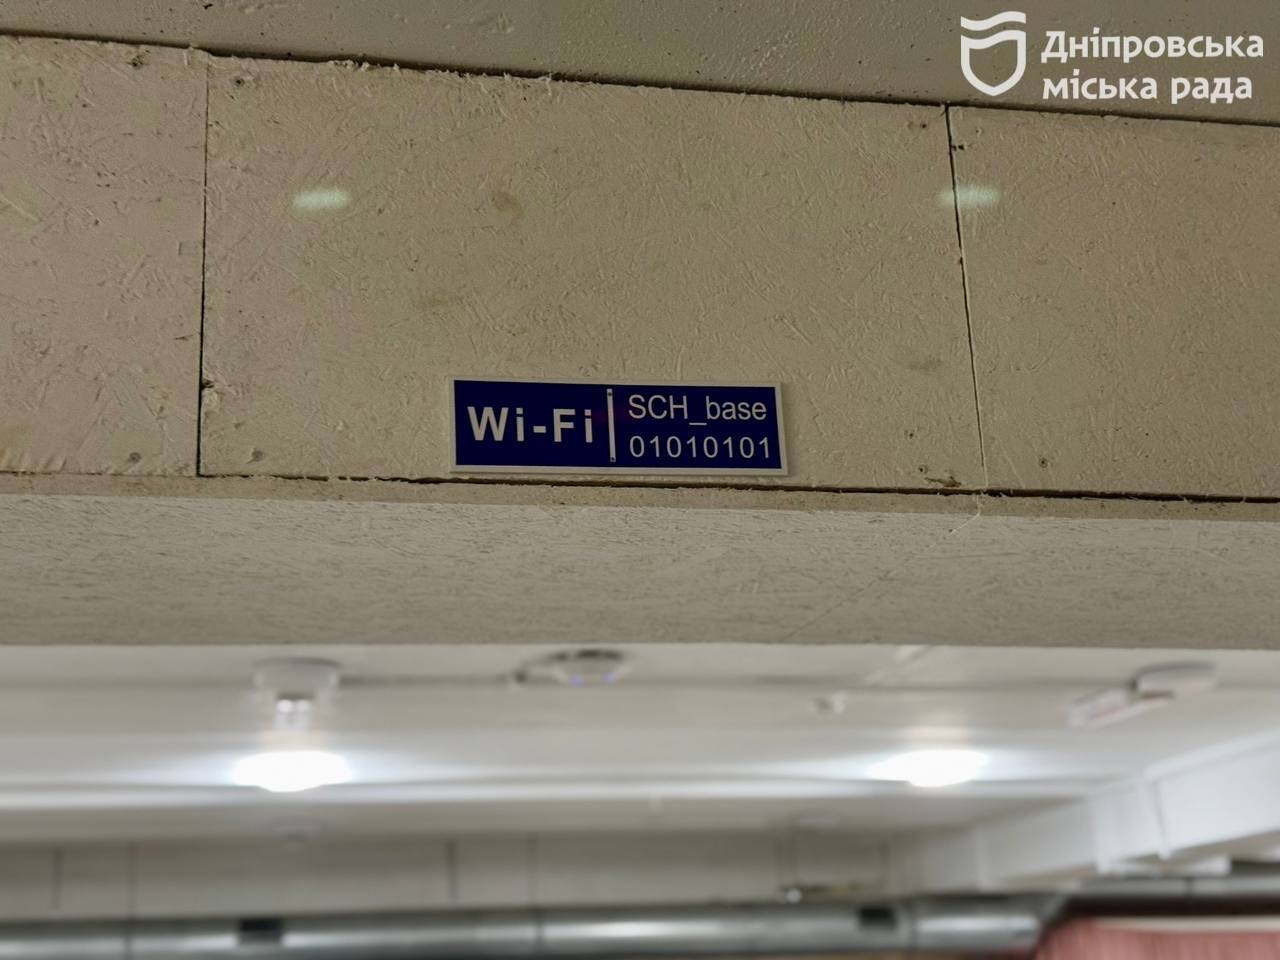 Дніпровська
міська рада
Wi-Fi
SCH_base
01010101